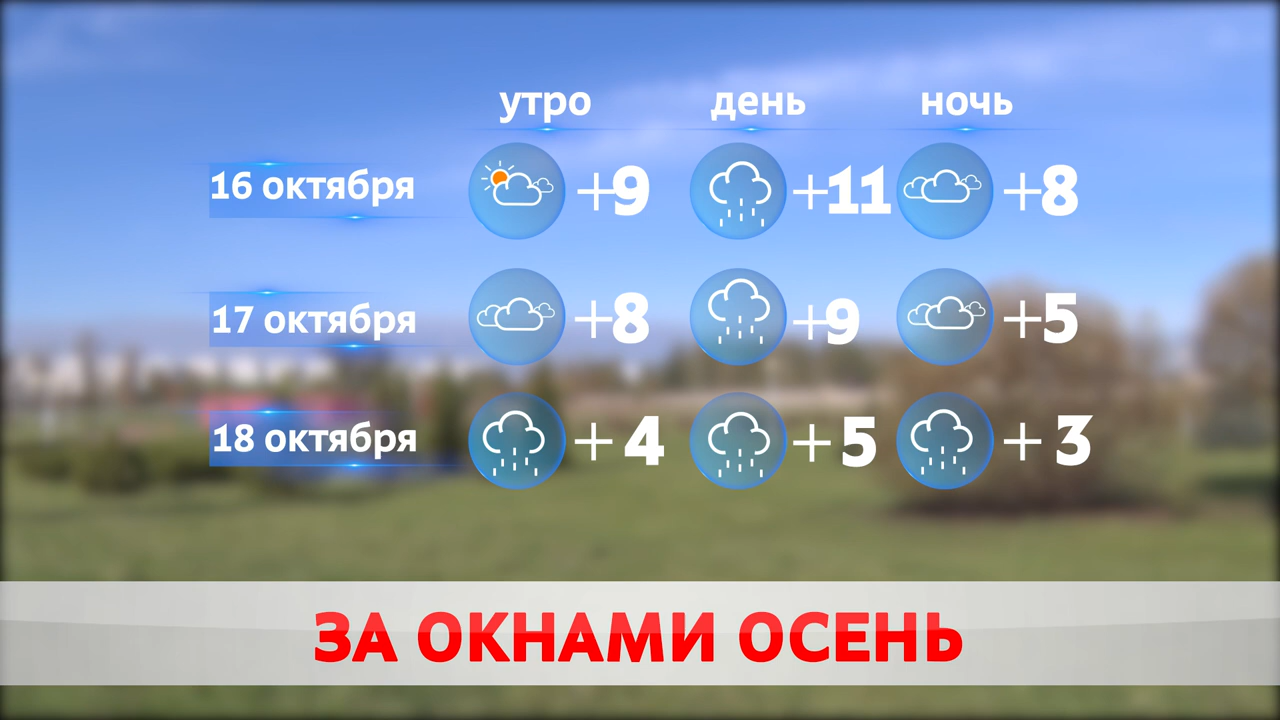 утро день ночь
16 октября +9 +11 +8
17 октября +8 +9 +5
18 октября + 4 + 5 + 3
ЗА ОКНАМИ ОСЕНЬ